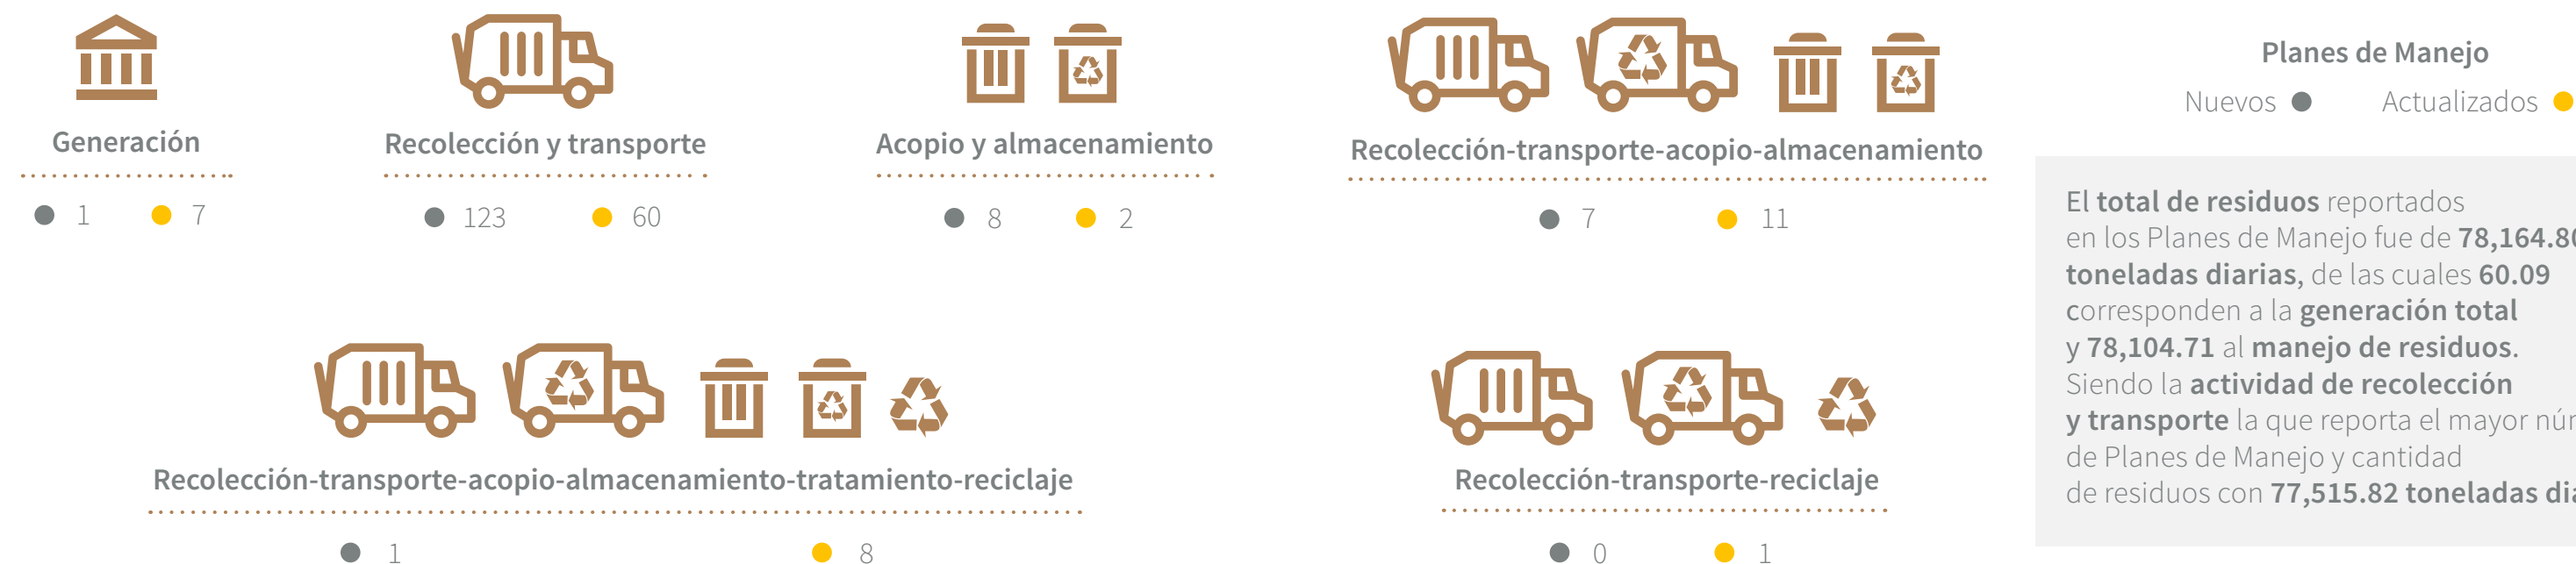 Generación
1 7
Recolección y transporte
123 60
Acopio y almacenamiento
8 2
Recolección-transporte-acopio-almacenamiento
7 11
Recolección-transporte-acopio-almacenamiento-tratamiento-reciclaje
1 8
Recolección-transporte-reciclaje
0 1
Planes de Manejo
Nuevos Actualizados
El total de residuos reportados
en los Planes de Manejo fue de 78,164.80
toneladas diarias, de las cuales 60.09
corresponden a la generación total
y 78,104.71 al manejo de residuos.
Siendo la actividad de recolección
y transporte la que reporta el mayor
de Planes de Manejo y cantidad
de residuos con 77,515.82 toneladas